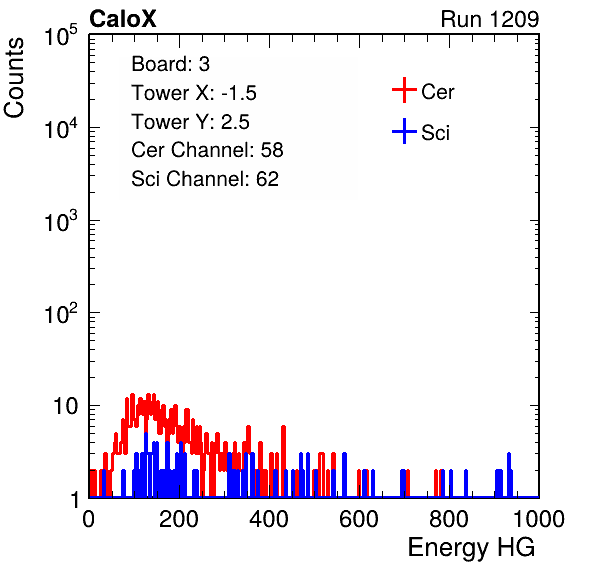 CaloX Run 1209
Counts
Board: 3
Tower X: -1.5
Tower Y: 2.5
Cer Channel: 58
Sci Channel: 62
Cer
Sci
10^5
10^4
10^3
10^2
10
1
0 200 400 600 800 1000
Energy HG